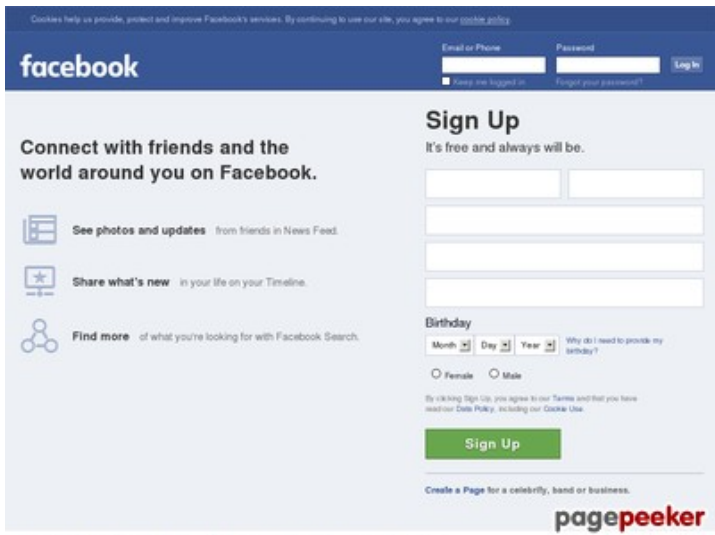 Cookies help us provide, protect and improve Facebook's services. By continuing to use our site, you agree to our cookie policy.
facebook
Email or Phone
Password
Log In
Keep me logged in
Forgot your password?
Connect with friends and the
world around you on Facebook.
See photos and updates from friends in News Feed.
Share what's new in your life on your Timeline.
Find more of what you're looking for with Facebook Search.
Sign Up
It's free and always will be.
Birthday
Month Day Year
Why do I need to provide my
birthday?
Female Male
By clicking Sign Up, you agree to our Terms and that you have
read our Data Policy, including our Cookie Use.
Sign Up
Create a Page for a celebrity, band or business.
pagepeeker